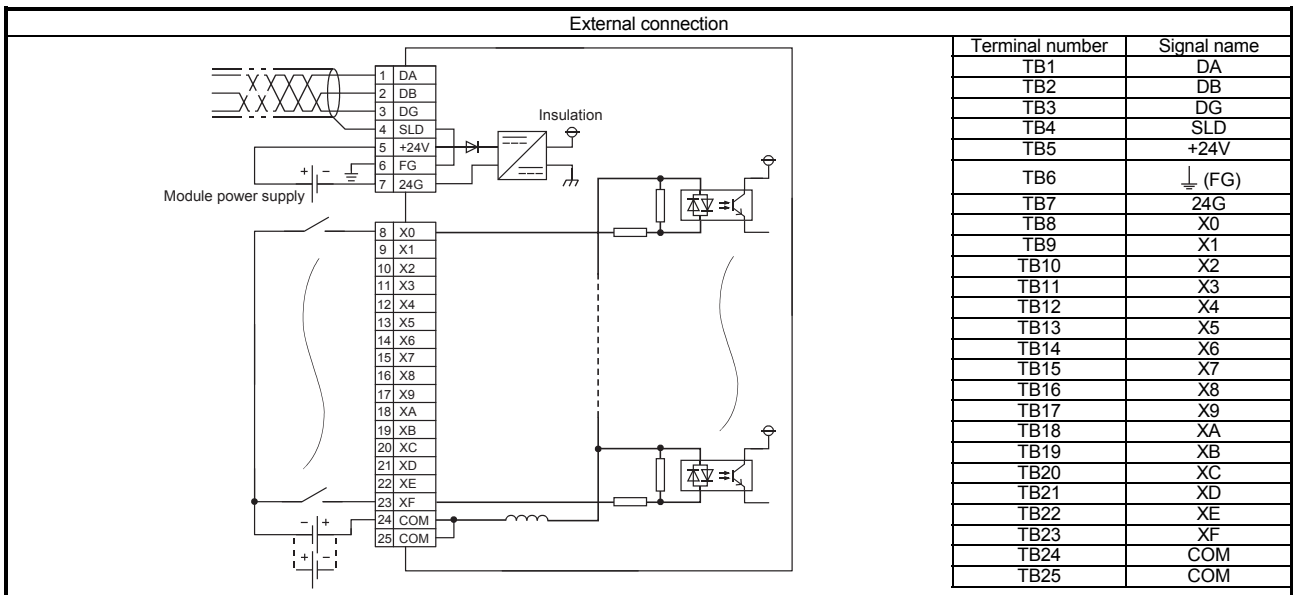 External connection
1 DA
2 DB
3 DG
4 SLD
5 +24V
6 FG
7 24G
Insulation
+ −
Module power supply
8 X0
9 X1
10 X2
11 X3
12 X4
13 X5
14 X6
15 X7
16 X8
17 X9
18 XA
19 XB
20 XC
21 XD
22 XE
23 XF
24 COM
25 COM
− +
+ −
Terminal number Signal name
TB1 DA
TB2 DB
TB3 DG
TB4 SLD
TB5 +24V
TB6 (FG)
TB7 24G
TB8 X0
TB9 X1
TB10 X2
TB11 X3
TB12 X4
TB13 X5
TB14 X6
TB15 X7
TB16 X8
TB17 X9
TB18 XA
TB19 XB
TB20 XC
TB21 XD
TB22 XE
TB23 XF
TB24 COM
TB25 COM